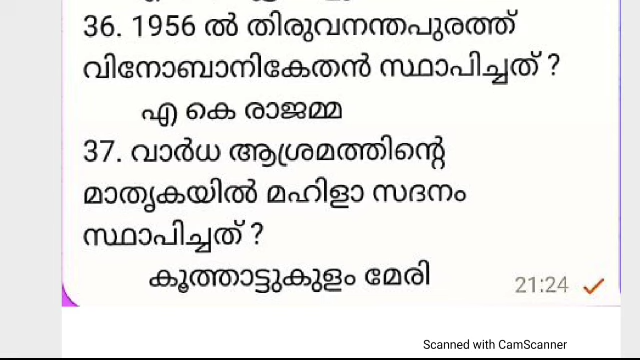 36. 1956 ൽ തിരുവനന്തപുരത്ത്
വിനോബാനികേതൻ സ്ഥാപിച്ചത് ?
എ കെ രാജമ്മ
37. വാർധ ആശ്രമത്തിന്റെ
മാതൃകയിൽ മഹിളാ സദനം
സ്ഥാപിച്ചത് ?
കൂത്താട്ടുകുളം മേരി
21:24
Scanned with CamScanner